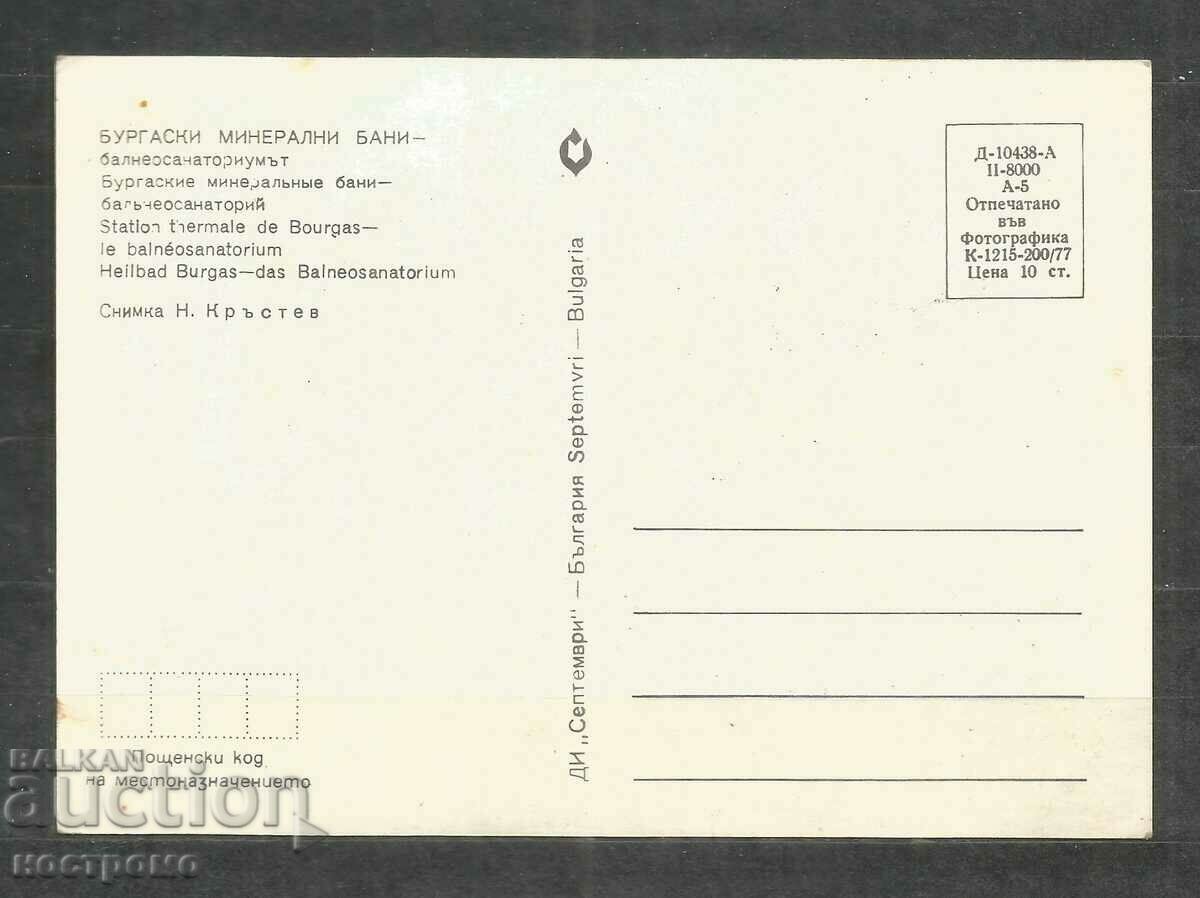 БУРГАСКИ МИНЕРАЛНИ БАНИ—
балнеосанаториумът
Бургаские минеральные бани—
бальнеосанаторий
Station thermale de Bourgas—
le balnéosanatorium
Heilbad Burgas—das Balneosanatorium
Снимка Н. Кръстев
ДИ „Септември" — България Septemvri — Bulgaria
Д-10438-А
II-8000
А-5
Отпечатано
във
Фотографика
К-1215-200/77
Цена 10 ст.
Пощенски код
на местоназначението
BALKAN
auction
костромо